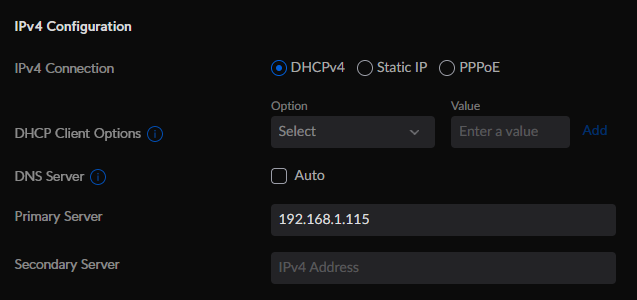 IPv4 Configuration
IPv4 Connection DHCPv4 Static IP PPPoE
Option Value
DHCP Client Options Select Enter a value Add
DNS Server Auto
Primary Server 192.168.1.115
Secondary Server IPv4 Address